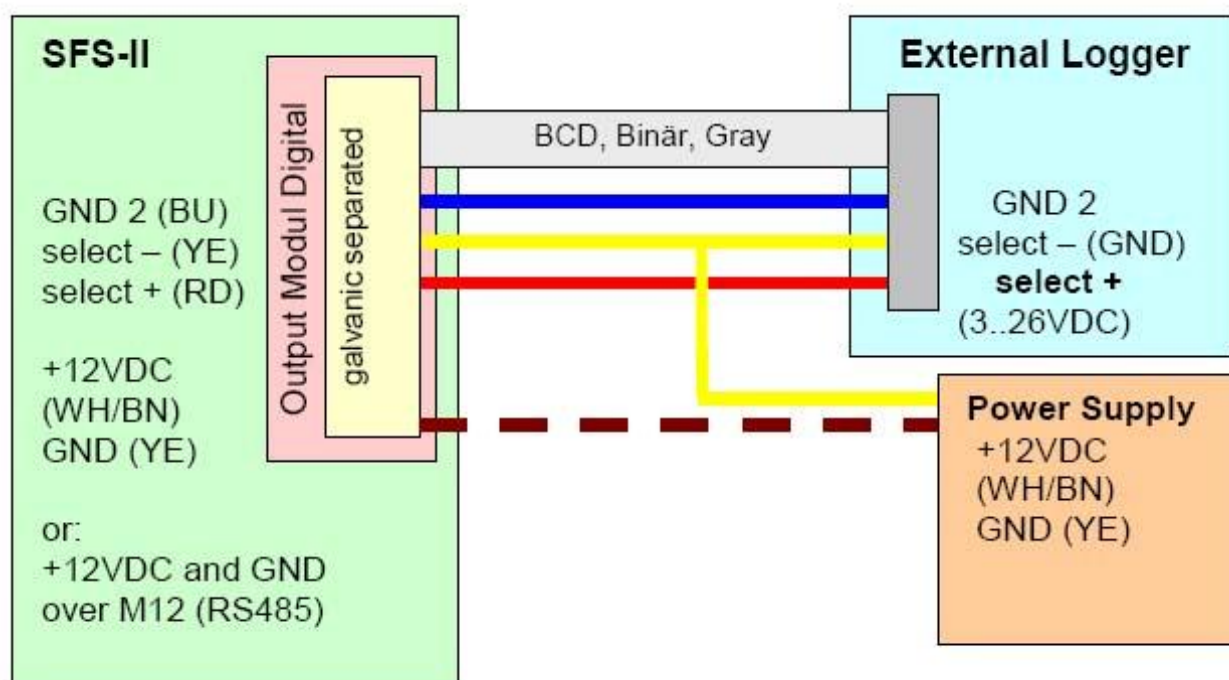 SFS-II
Output Modul Digital
galvanic separated
GND 2 (BU)
select – (YE)
select + (RD)
+12VDC
(WH/BN)
GND (YE)
or:
+12VDC and GND
over M12 (RS485)
BCD, Binär, Gray
External Logger
GND 2
select – (GND)
select +
(3..26VDC)
Power Supply
+12VDC
(WH/BN)
GND (YE)